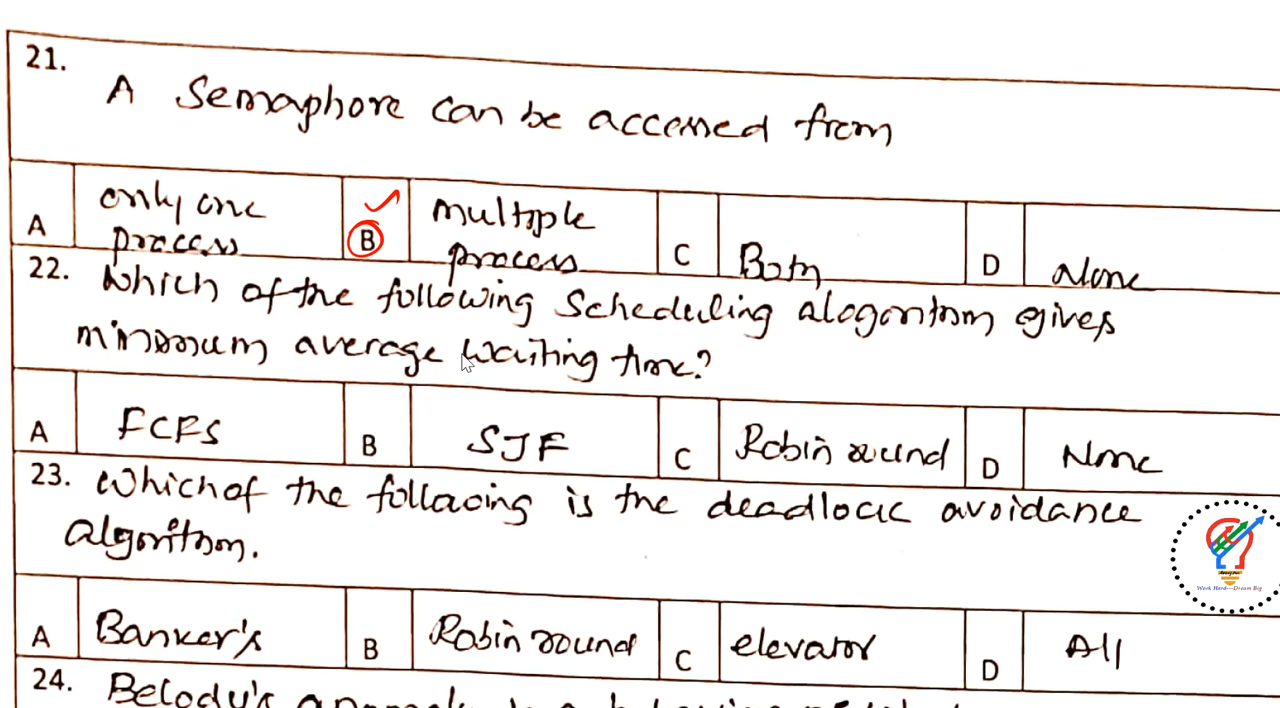 21.
A Semaphore can be accessed from
A only one process B multiple process C Both D None
22. Which of the following Scheduling alogorithm gives
minimum average waiting time?
A FCFS B SJF C Robin round D None
23. Which of the following is the deadlock avoidance
algorithm.
A Banker's B Robin round C elevator D All
Work Hard---Dream Big
24. Belody's